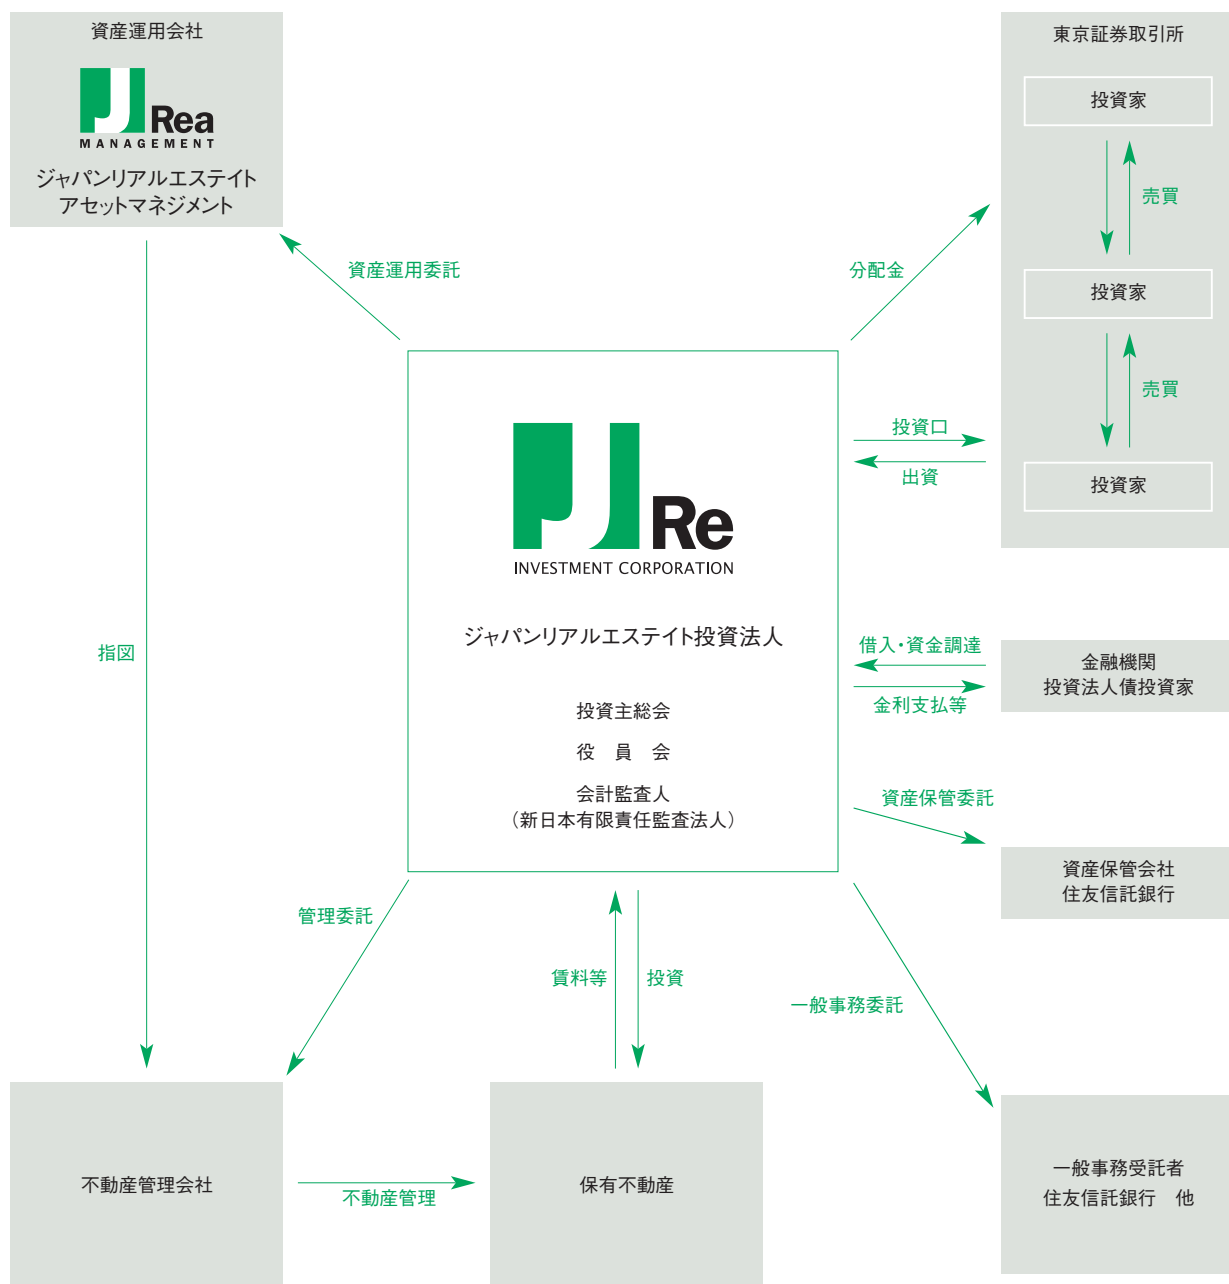 資産運用会社
JRea
MANAGEMENT
ジャパンリアルエステイト
アセットマネジメント
東京証券取引所
投資家
売買
投資家
売買
投資家
資産運用委託
分配金
投資口
出資
JRe
INVESTMENT CORPORATION
ジャパンリアルエステイト投資法人
投資主総会
役 員 会
会計監査人
(新日本有限責任監査法人)
指図
借入・資金調達
金利支払等
金融機関
投資法人債投資家
資産保管委託
資産保管会社
住友信託銀行
管理委託
賃料等
投資
一般事務委託
不動産管理会社
不動産管理
保有不動産
一般事務受託者
住友信託銀行 他